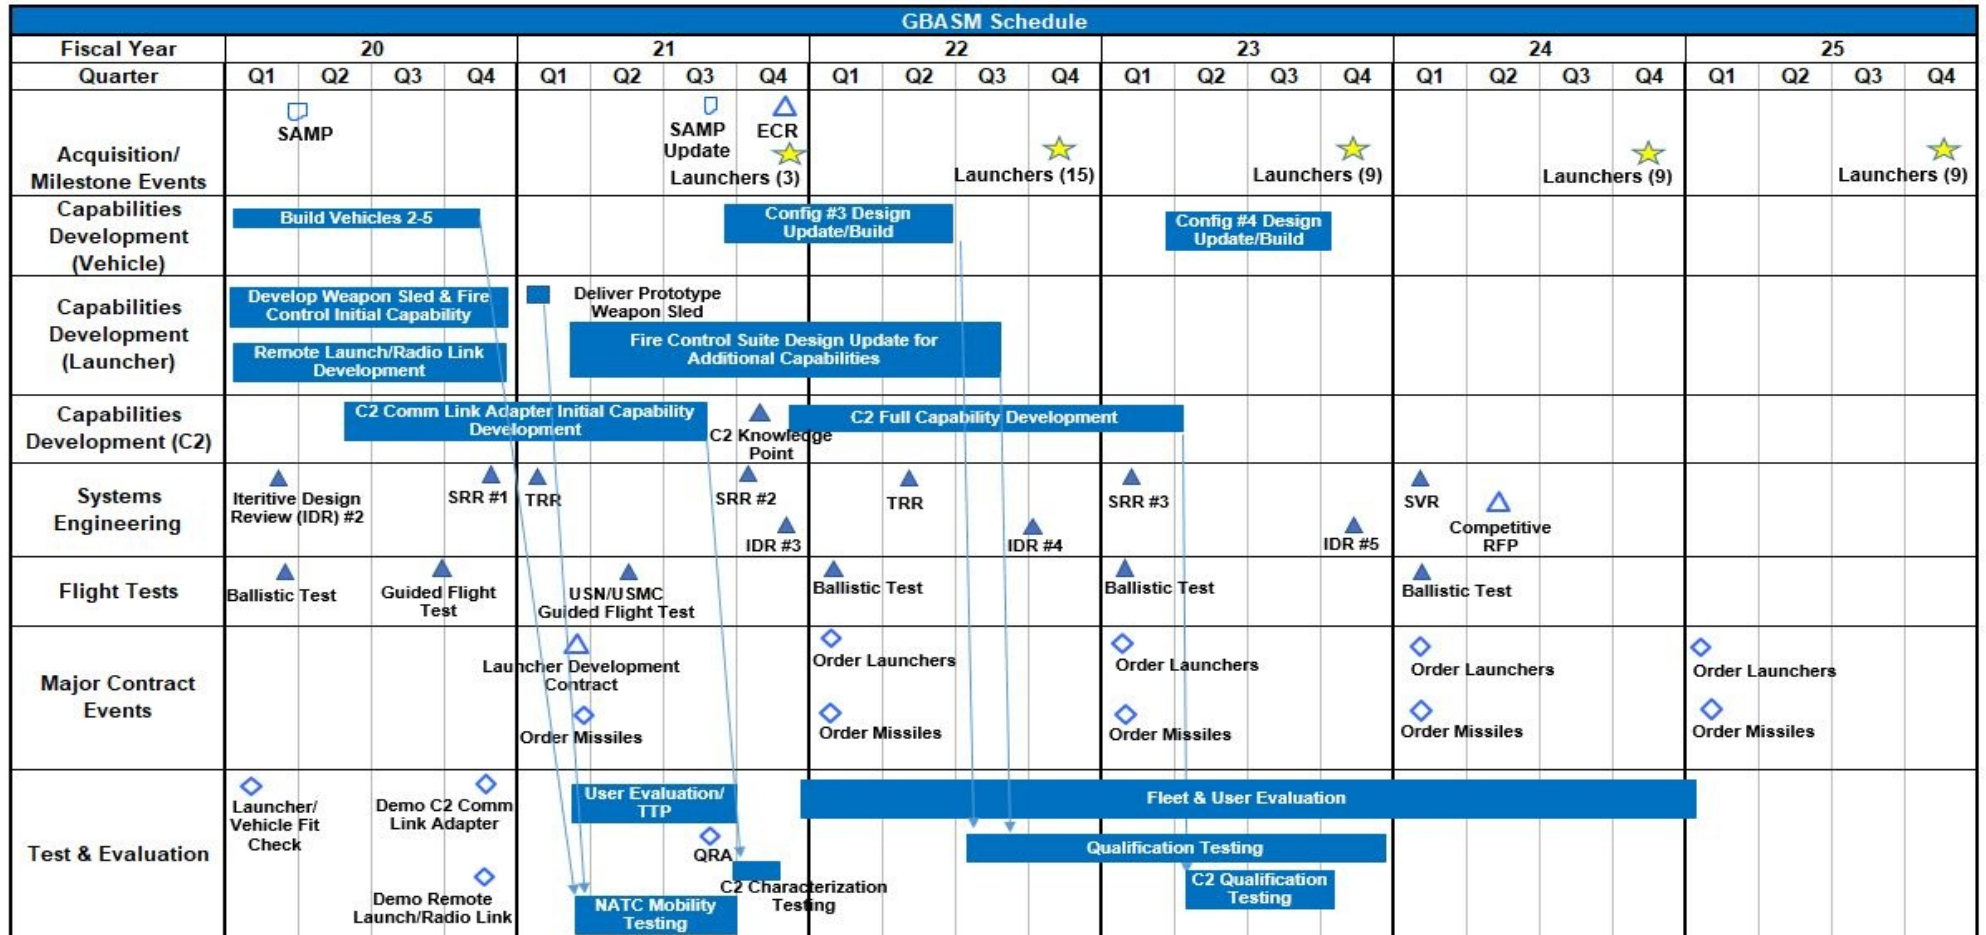 GBASM Schedule
Fiscal Year 20 21 22 23 24 25
Quarter Q1 Q2 Q3 Q4 Q1 Q2 Q3 Q4 Q1 Q2 Q3 Q4 Q1 Q2 Q3 Q4 Q1 Q2 Q3 Q4 Q1 Q2 Q3 Q4
Acquisition/
Milestone Events
SAMP
SAMP
Update
ECR
Launchers (3)
Launchers (15)
Launchers (9)
Launchers (9)
Launchers (9)
Capabilities
Development
(Vehicle)
Build Vehicles 2-5
Config #3 Design
Update/Build
Config #4 Design
Update/Build
Capabilities
Development
(Launcher)
Develop Weapon Sled & Fire
Control Initial Capability
Remote Launch/Radio Link
Development
Deliver Prototype
Weapon Sled
Fire Control Suite Design Update for
Additional Capabilities
Capabilities
Development (C2)
C2 Comm Link Adapter Initial Capability
Development
C2 Knowledge
Point
C2 Full Capability Development
Systems
Engineering
Iteritive Design
Review (IDR) #2
SRR #1
TRR
SRR #2
IDR #3
TRR
IDR #4
SRR #3
IDR #5
SVR
Competitive
RFP
Flight Tests
Ballistic Test
Guided Flight
Test
USN/USMC
Guided Flight Test
Ballistic Test
Ballistic Test
Ballistic Test
Major Contract
Events
Launcher Development
Contract
Order Missiles
Order Launchers
Order Missiles
Order Launchers
Order Missiles
Order Launchers
Order Missiles
Order Launchers
Order Missiles
Test & Evaluation
Launcher/
Vehicle Fit
Check
Demo C2 Comm
Link Adapter
Demo Remote
Launch/Radio Link
User Evaluation/
TTP
QRA
C2 Characterization
Testing
NATC Mobility
Testing
Fleet & User Evaluation
Qualification Testing
C2 Qualification
Testing